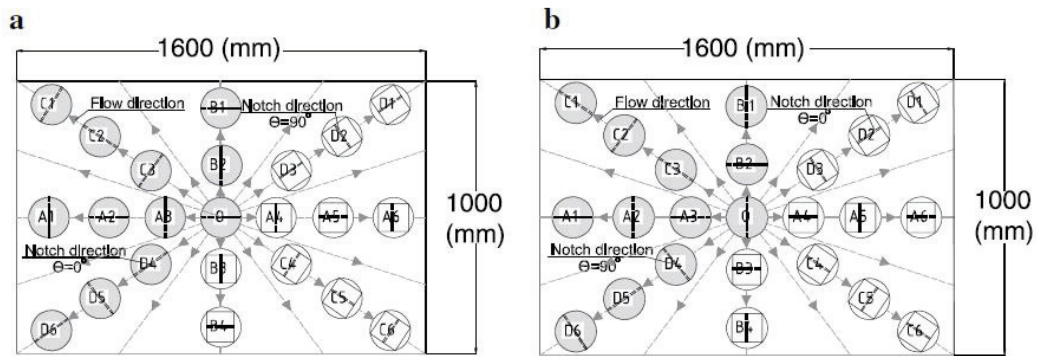 a
1600 (mm)
C1
B1
D1
Flow direction
Notch direction
Θ=90°
C2
D2
C3
B2
D3
A1
A2
A3
O
A4
A5
A6
1000
(mm)
Notch direction
Θ=0°
D4
B3
C4
D5
C5
D6
B4
C6
b
1600 (mm)
C1
B1
D1
Flow direction
Notch direction
Θ=0°
C2
D2
C3
B2
D3
A1
A2
A3
O
A4
A5
A6
1000
(mm)
Notch direction
Θ=90°
D4
B3
C4
D5
C5
D6
B4
C6